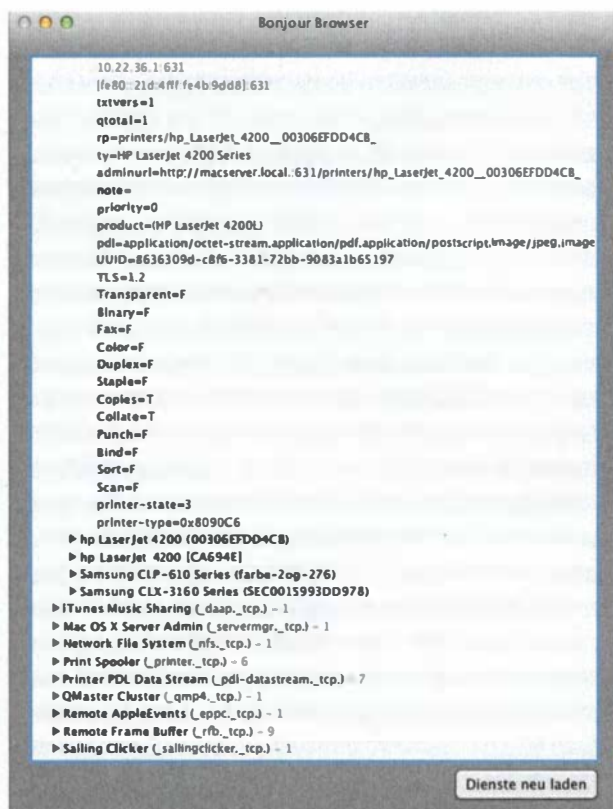 Bonjour Browser
10.22.36.1:631
[fe80::21d:4fff:fe4b:9dd8]:631
txtvers=1
qtotal=1
rp=printers/hp_LaserJet_4200__00306EFDD4CB_
ty=HP LaserJet 4200 Series
adminurl=http://macserver.local.:631/printers/hp_LaserJet_4200__00306EFDD4CB_
note=
priority=0
product=(HP LaserJet 4200L)
pdl=application/octet-stream,application/pdf,application/postscript,image/jpeg,image
UUID=8636309d-c8f6-3381-72bb-9083a1b65197
TLS=1.2
Transparent=F
Binary=F
Fax=F
Color=F
Duplex=F
Staple=F
Copies=T
Collate=T
Punch=F
Bind=F
Sort=F
Scan=F
printer-state=3
printer-type=0x8090C6
hp LaserJet 4200 (00306EFDD4CB)
hp LaserJet 4200 [CA694E]
Samsung CLP-610 Series (farbe-2og-276)
Samsung CLX-3160 Series (SEC0015993DD978)
iTunes Music Sharing (_daap._tcp.) - 1
Mac OS X Server Admin (_servermgr._tcp.) - 1
Network File System (_nfs._tcp.) - 1
Print Spooler (_printer._tcp.) - 6
Printer PDL Data Stream (_pdl-datastream._tcp.) - 7
QMaster Cluster (_qmp4._tcp.) - 1
Remote AppleEvents (_eppc._tcp.) - 1
Remote Frame Buffer (_rfb._tcp.) - 9
Salling Clicker (_sallingclicker._tcp.) - 1
Dienste neu laden